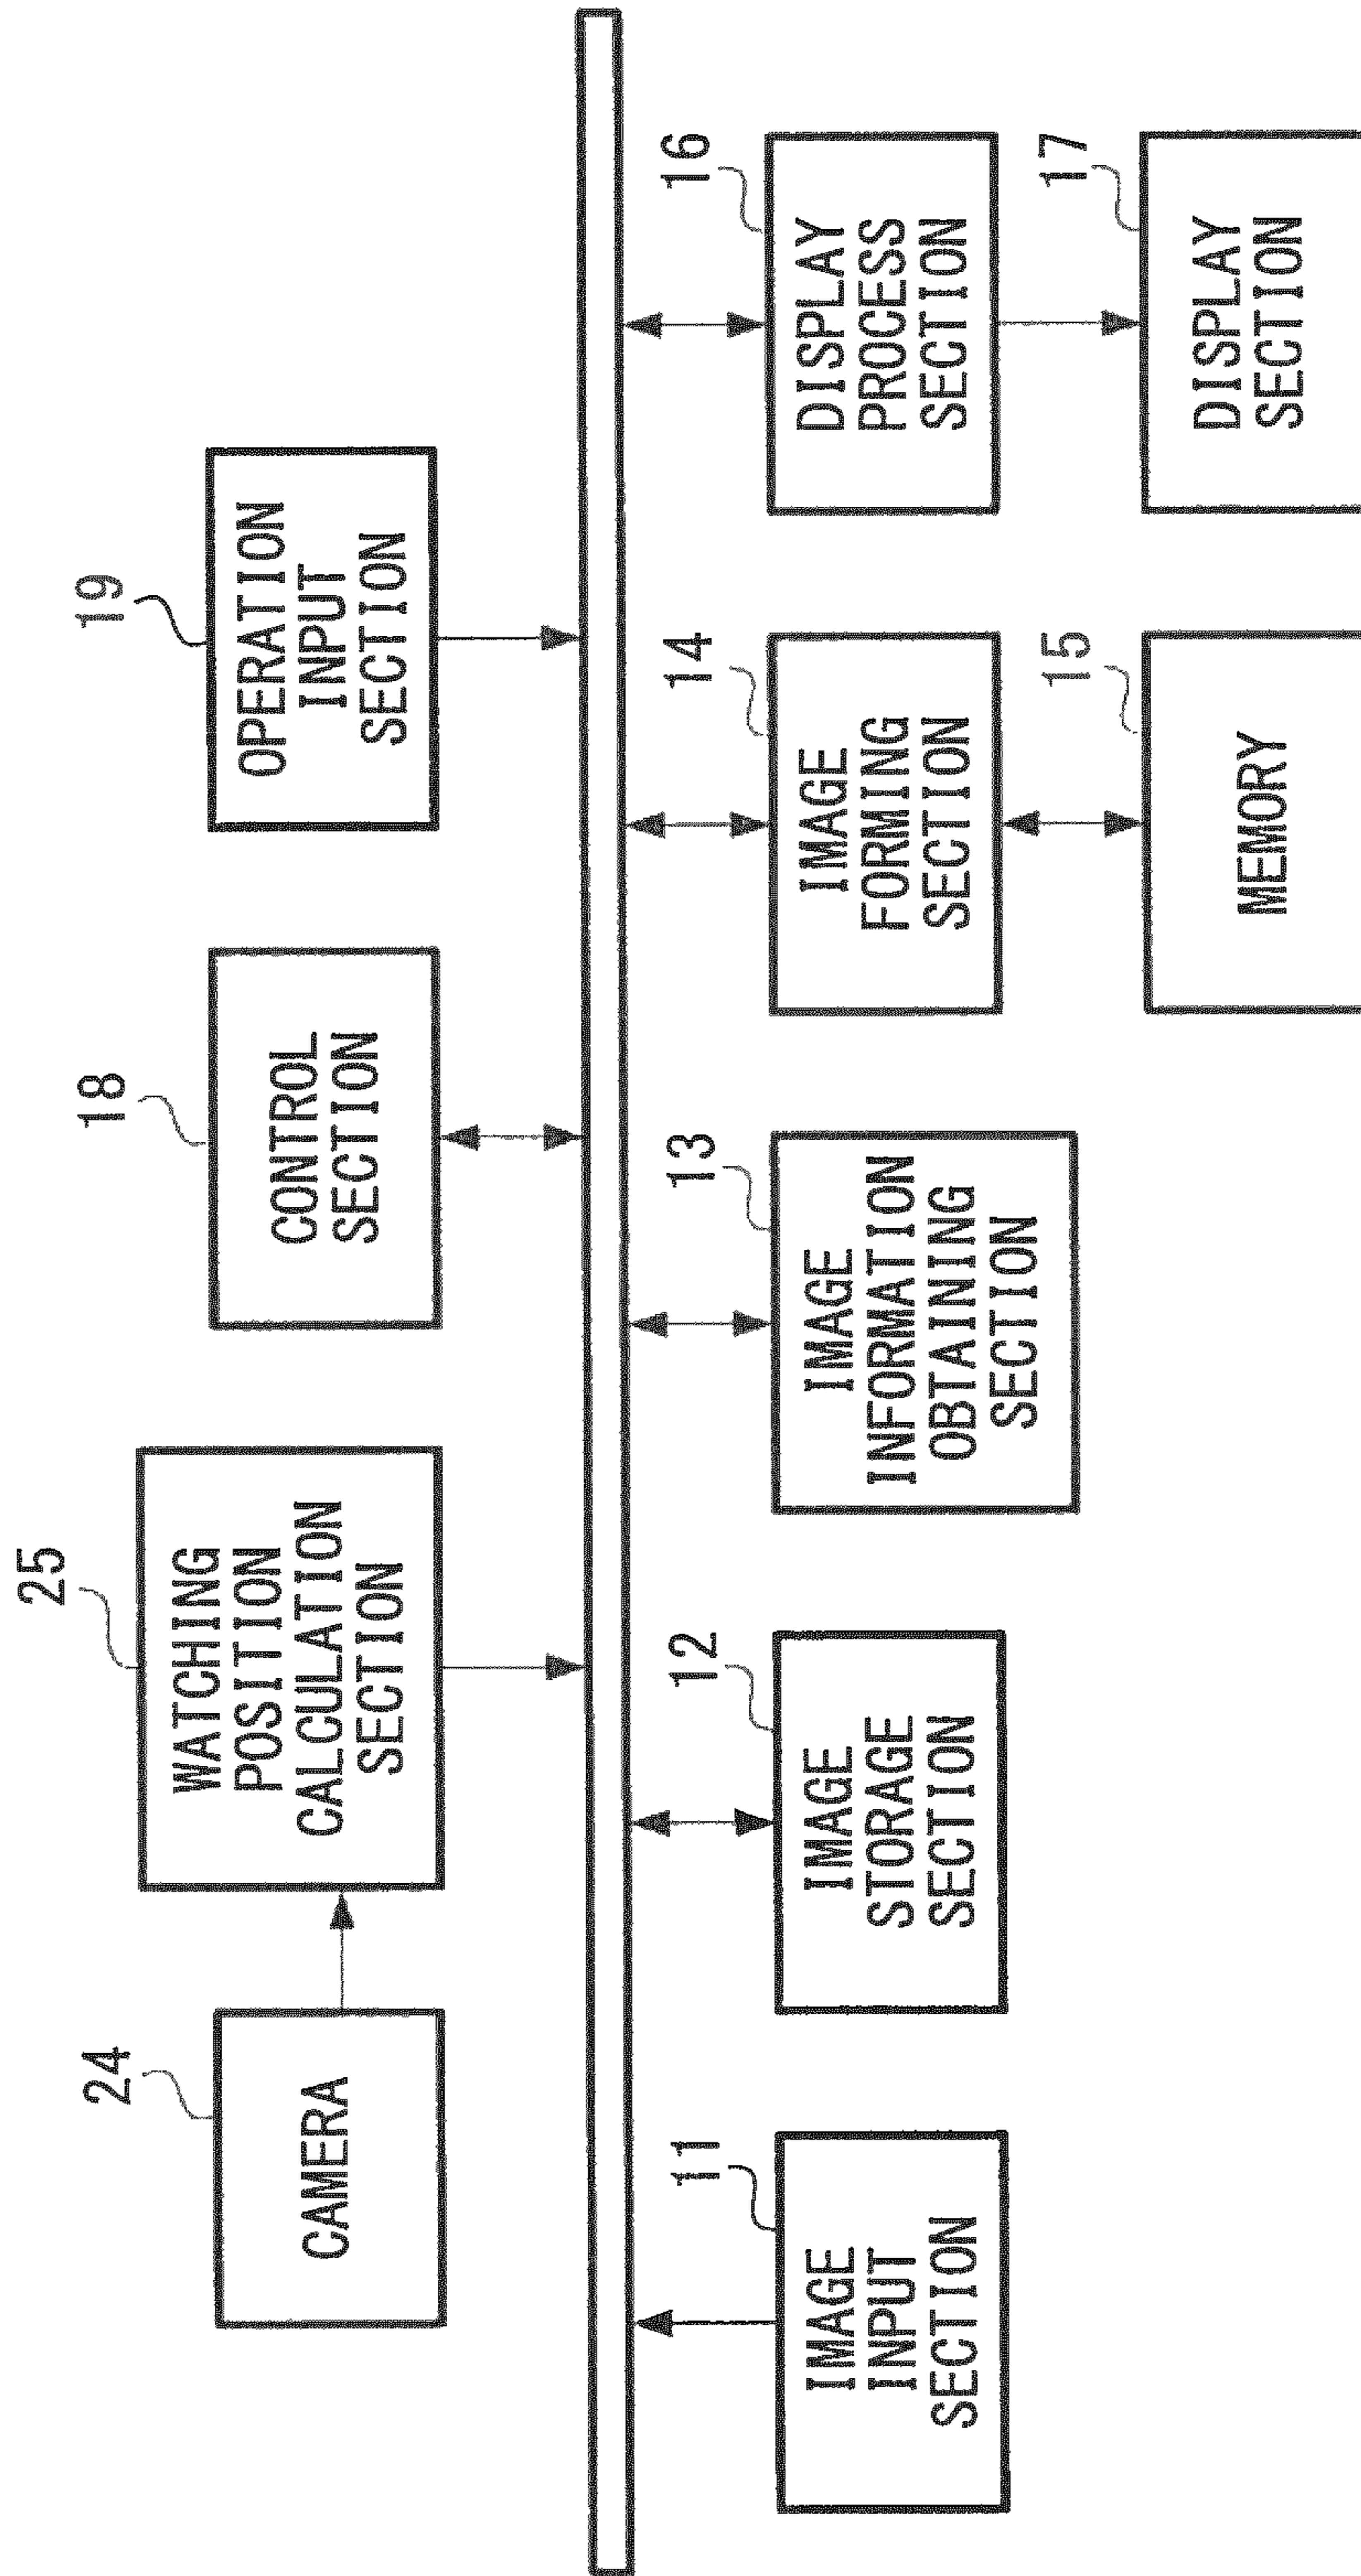 24
CAMERA
25
WATCHING
POSITION
CALCULATION
SECTION
18
CONTROL
SECTION
19
OPERATION
INPUT
SECTION
11
IMAGE
INPUT
SECTION
12
IMAGE
STORAGE
SECTION
13
IMAGE
INFORMATION
OBTAINING
SECTION
14
IMAGE
FORMING
SECTION
16
DISPLAY
PROCESS
SECTION
15
MEMORY
17
DISPLAY
SECTION